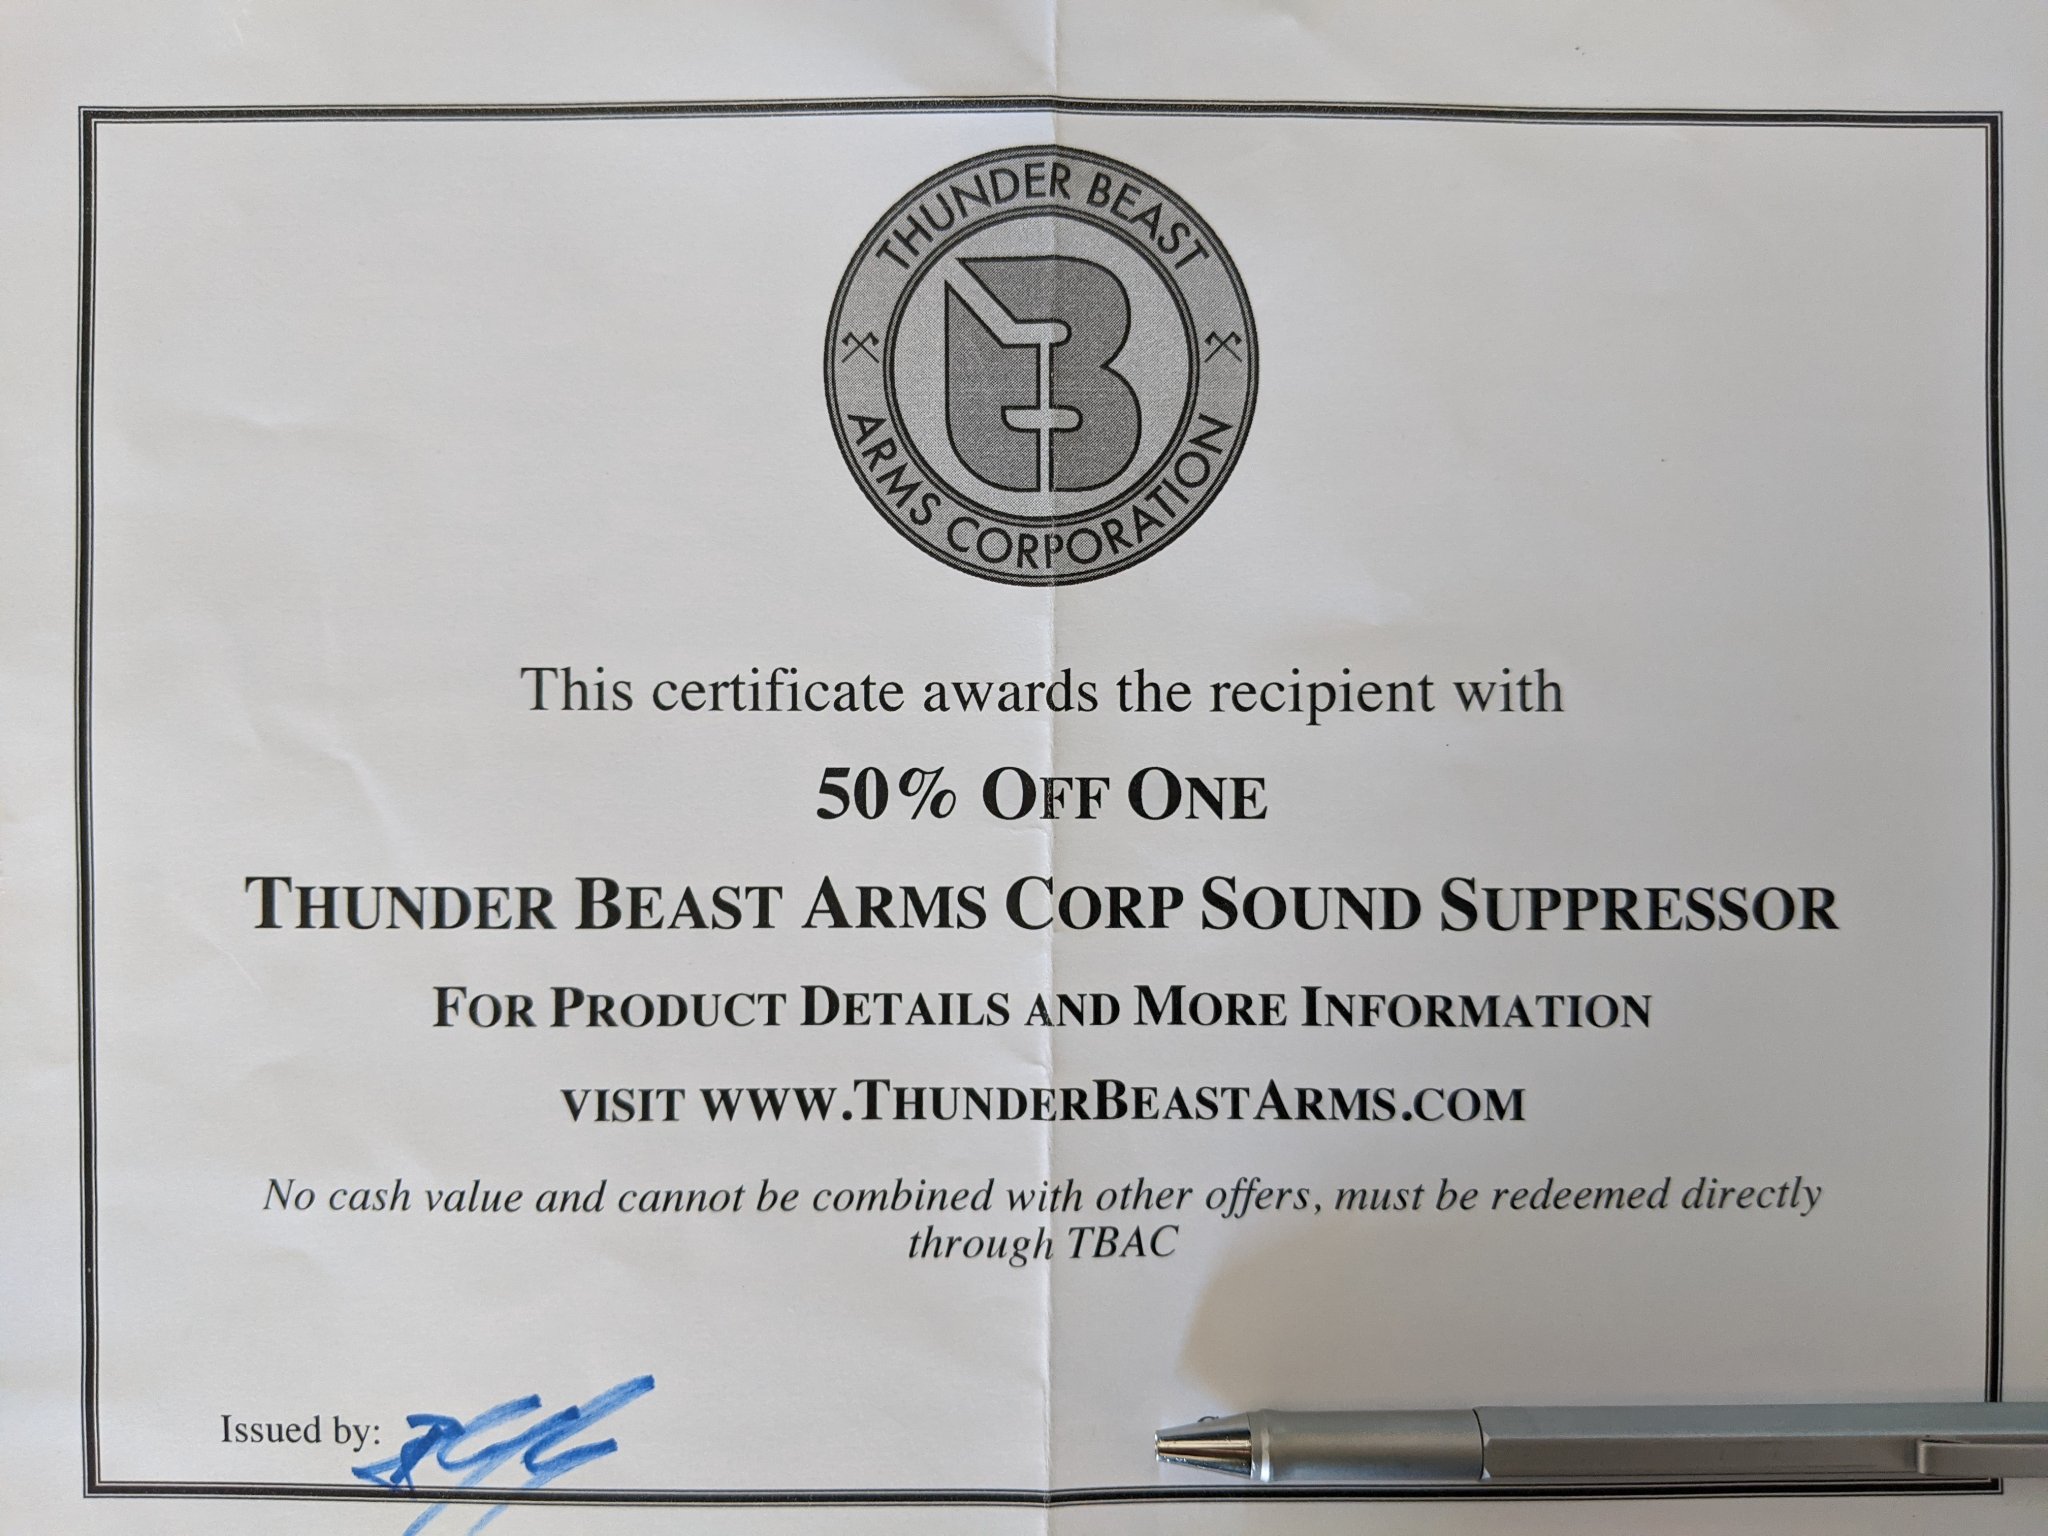 THUNDER BEAST
ARMS CORPORATION
This certificate awards the recipient with
50% OFF ONE
THUNDER BEAST ARMS CORP SOUND SUPPRESSOR
FOR PRODUCT DETAILS AND MORE INFORMATION
VISIT WWW.THUNDERBEASTARMS.COM
No cash value and cannot be combined with other offers, must be redeemed directly
through TBAC
Issued by: